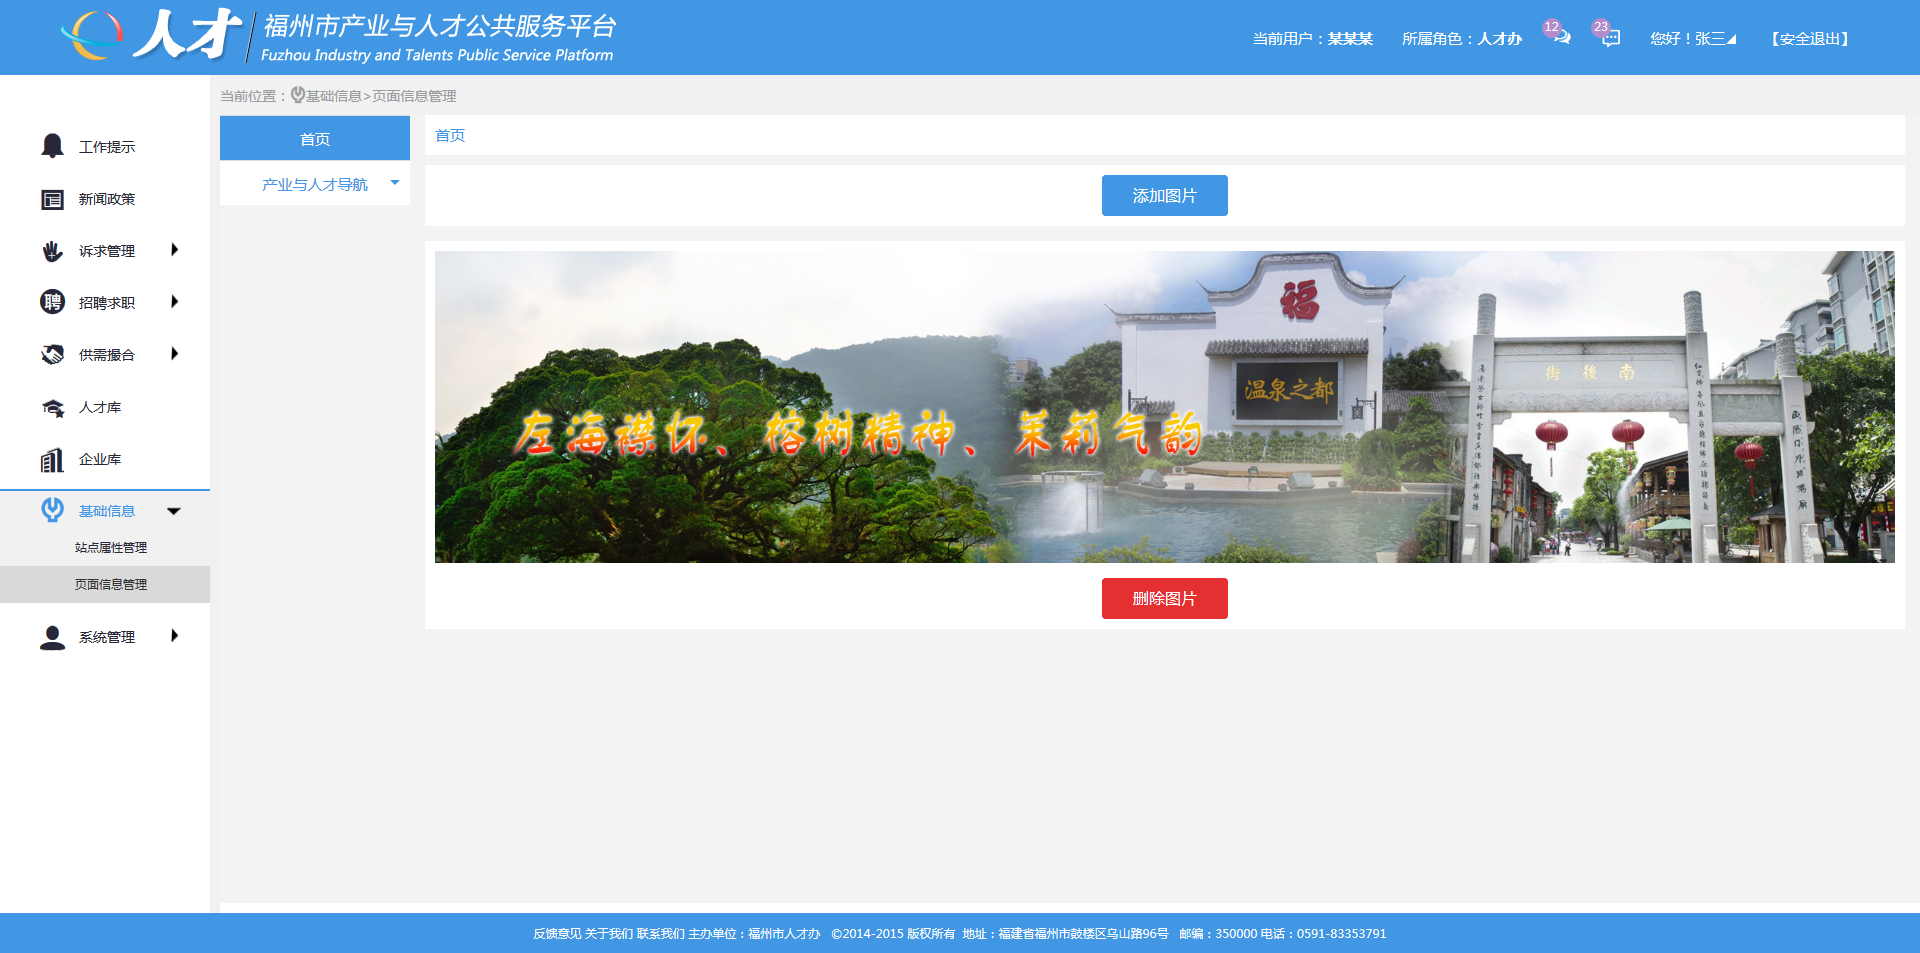 人才
福州市产业与人才公共服务平台
Fuzhou Industry and Talents Public Service Platform
当前用户：某某某
所属角色：人才办
12
23
您好！张三
【安全退出】
当前位置：基础信息>页面信息管理
工作提示
新闻政策
诉求管理
聘
招聘求职
供需撮合
人才库
企业库
基础信息
站点属性管理
页面信息管理
系统管理
首页
产业与人才导航
首页
添加图片
福
温泉之都
南後街
左海襟怀、榕树精神、茉莉气韵
删除图片
反馈意见 关于我们 联系我们 主办单位：福州市人才办 ©2014-2015 版权所有 地址：福建省福州市鼓楼区乌山路96号 邮编：350000 电话：0591-83353791